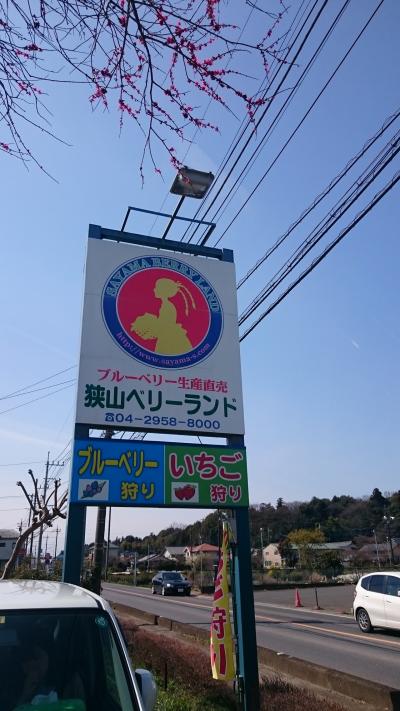 SAYAMA BERRY LAND
http://www.sayama-s.com
ブルーベリー生産直売
狭山ベリーランド
☎04-2958-8000
ブルーベリー
狩り
いちご
狩り
狩り